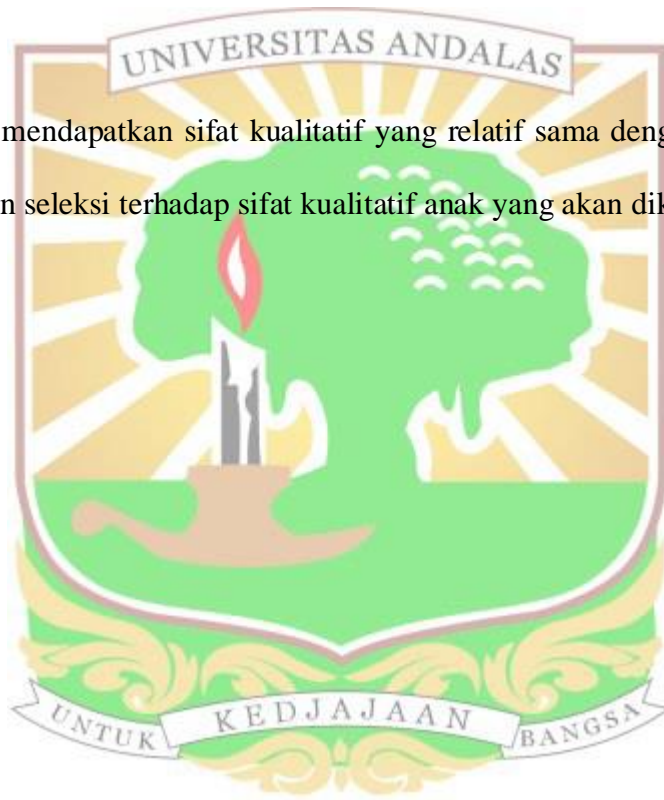 UNIVERSITAS ANDALAS
mendapatkan sifat kualitatif yang relatif sama deng
n seleksi terhadap sifat kualitatif anak yang akan dik
UNTUK KEDJAJAAN BANGSA